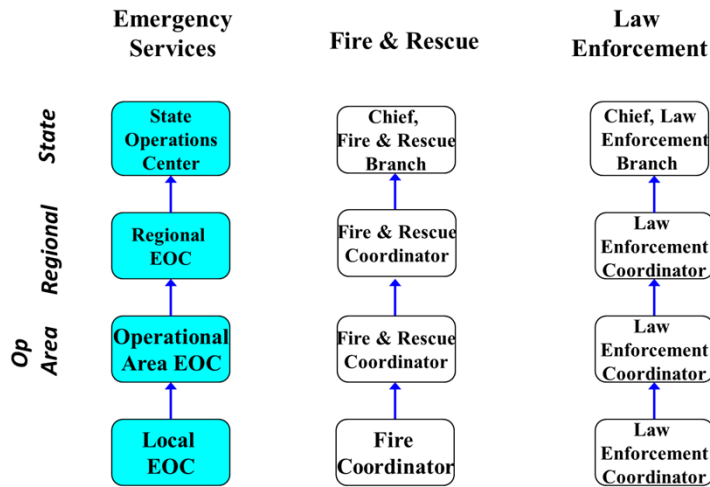 Emergency
Services
Fire & Rescue
Law
Enforcement
State
State
Operations
Center
Chief,
Fire & Rescue
Branch
Chief, Law
Enforcement
Branch
Regional
Regional
EOC
Fire & Rescue
Coordinator
Law
Enforcement
Coordinator
Op
Area
Operational
Area EOC
Fire & Rescue
Coordinator
Law
Enforcement
Coordinator
Local
EOC
Fire
Coordinator
Law
Enforcement
Coordinator